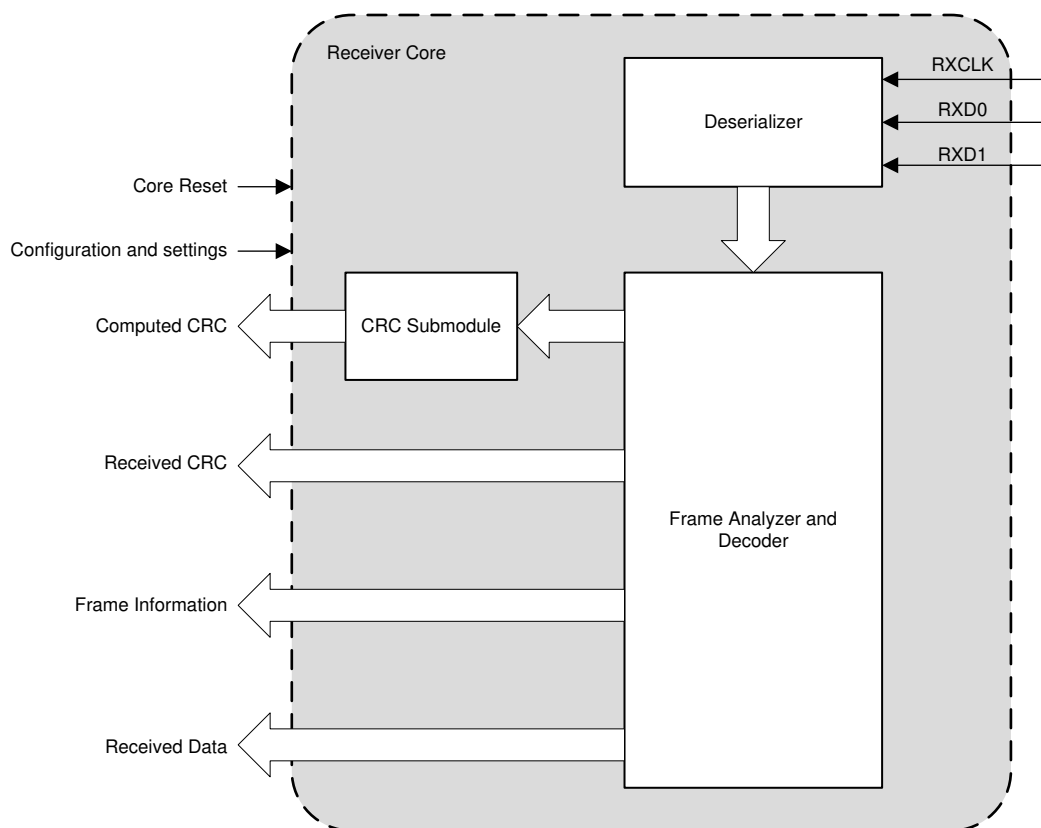 Receiver Core
RXCLK
Deserializer
RXD0
RXD1
Core Reset
Configuration and settings
Computed CRC
CRC Submodule
Received CRC
Frame Analyzer and
Decoder
Frame Information
Received Data